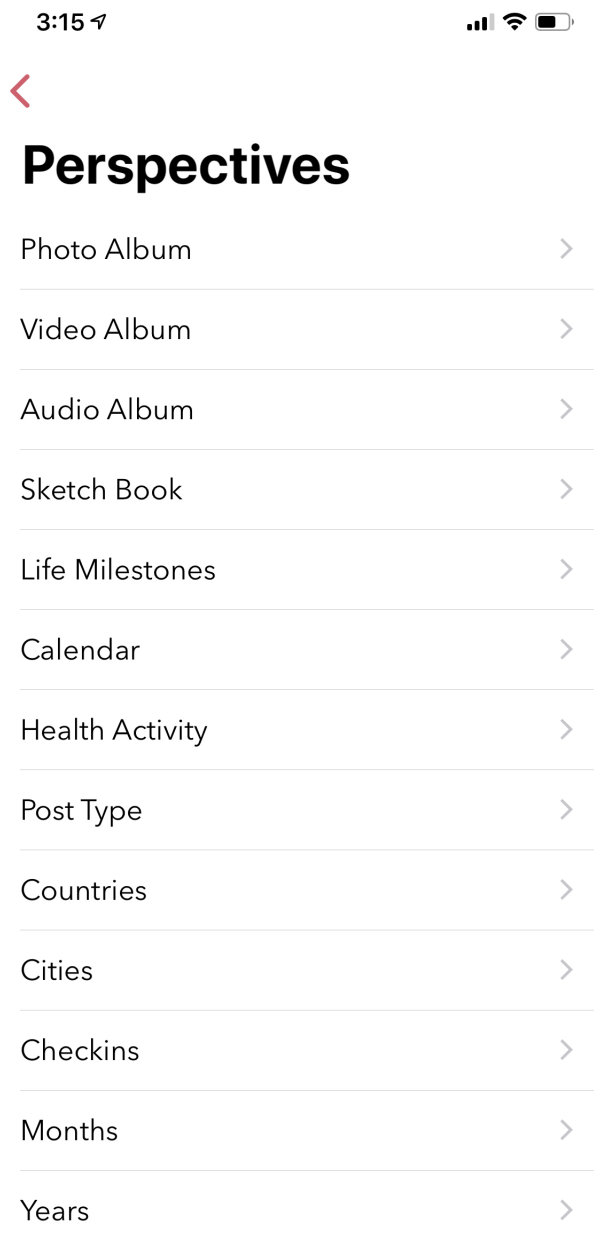 3:15
Perspectives
Photo Album
Video Album
Audio Album
Sketch Book
Life Milestones
Calendar
Health Activity
Post Type
Countries
Cities
Checkins
Months
Years